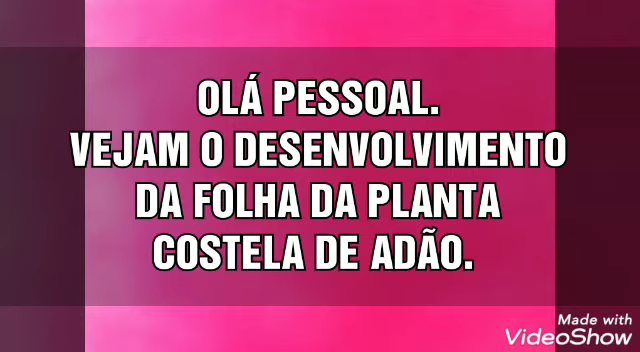 OLÁ PESSOAL.
VEJAM O DESENVOLVIMENTO
DA FOLHA DA PLANTA
COSTELA DE ADÃO.
Made with
VideoShow